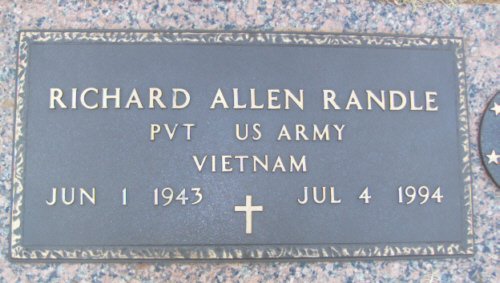 RICHARD ALLEN RANDLE
PVT US ARMY
VIETNAM
JUN 1 1943 JUL 4 1994